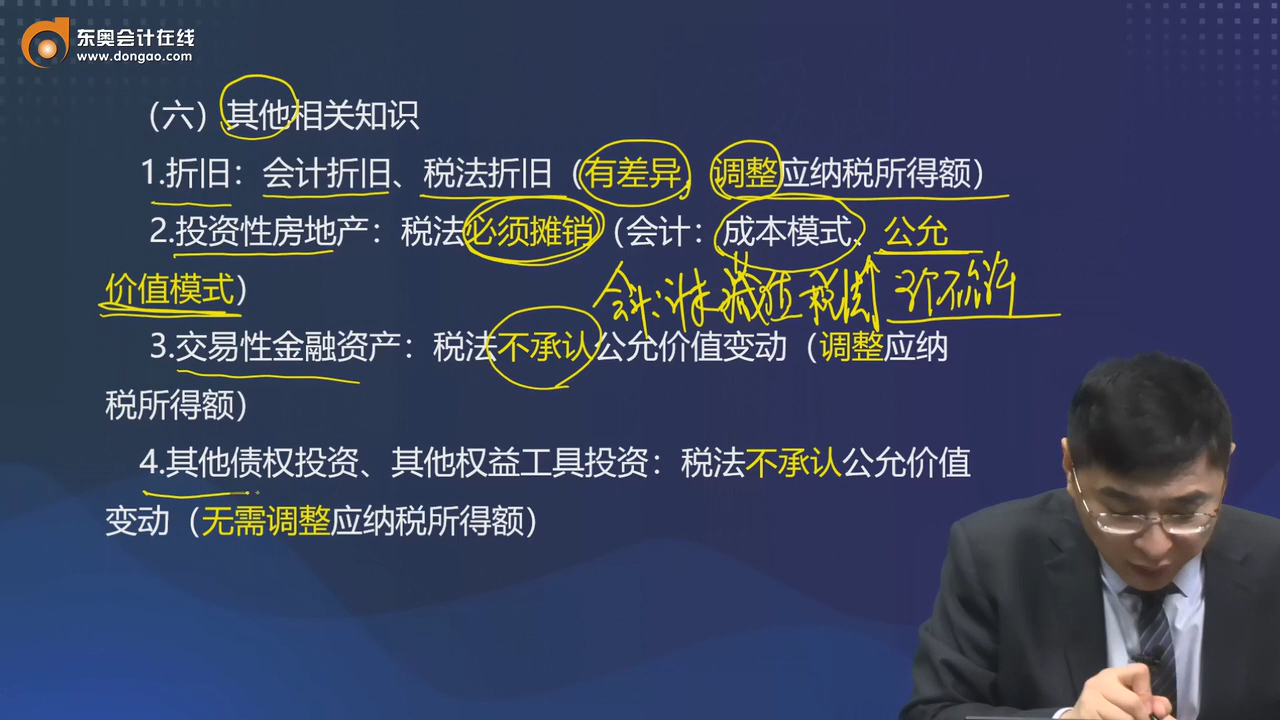 东奥会计在线
www.dongao.com
（六）其他相关知识
1.折旧：会计折旧、税法折旧（有差异，调整应纳税所得额）
2.投资性房地产：税法必须摊销（会计：成本模式、公允
价值模式）
3.交易性金融资产：税法不承认公允价值变动（调整应纳
税所得额）
4.其他债权投资、其他权益工具投资：税法不承认公允价值
变动（无需调整应纳税所得额）